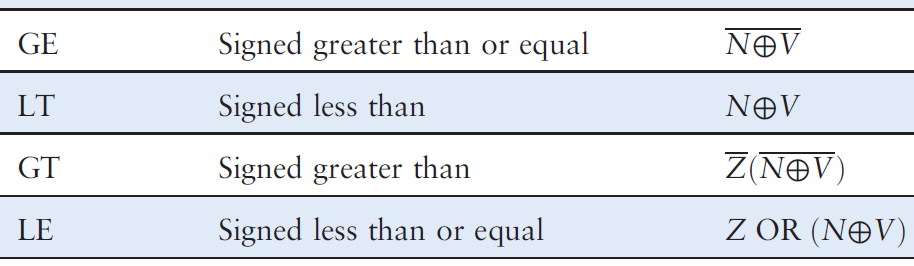 GE Signed greater than or equal N̅⊕̅V̅
LT Signed less than N⊕V
GT Signed greater than Z̅(N̅⊕̅V̅)
LE Signed less than or equal Z OR (N⊕V)